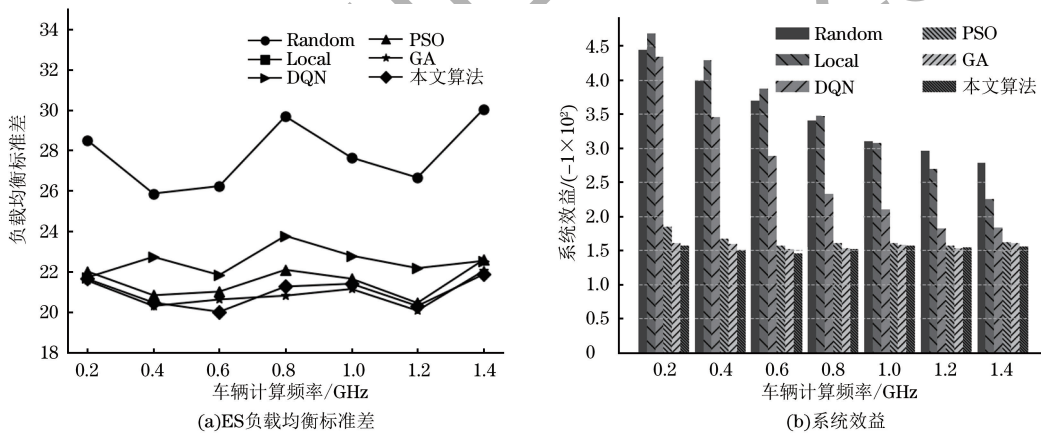 34
32
30
28
26
24
22
20
18
负载均衡标准差
Random
Local
DQN
PSO
GA
本文算法
0.2 0.4 0.6 0.8 1.0 1.2 1.4
车辆计算频率/GHz
(a)ES负载均衡标准差
4.5
4.0
3.5
3.0
2.5
2.0
1.5
1.0
0.5
0
系统效益/(-1×10²)
Random
Local
DQN
PSO
GA
本文算法
0.2 0.4 0.6 0.8 1.0 1.2 1.4
车辆计算频率/GHz
(b)系统效益